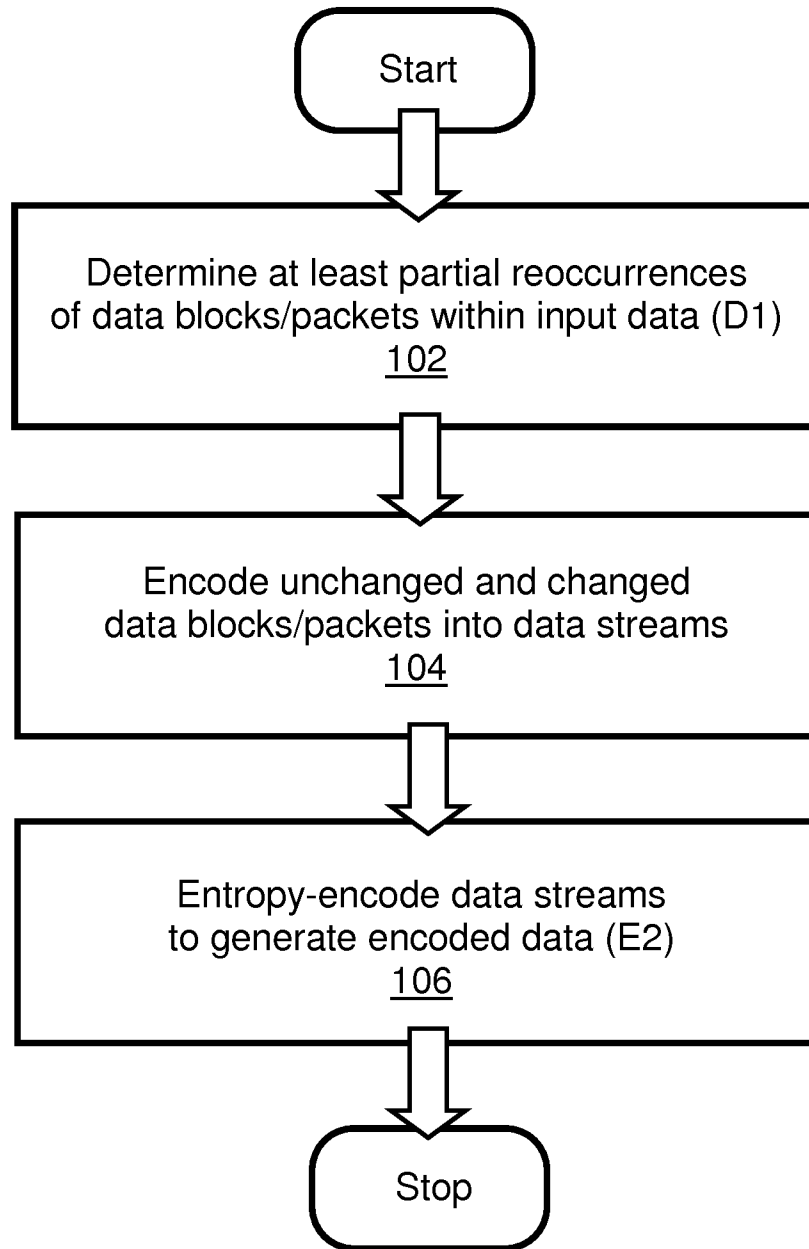 Start
Determine at least partial reoccurrences
of data blocks/packets within input data (D1)
102
Encode unchanged and changed
data blocks/packets into data streams
104
Entropy-encode data streams
to generate encoded data (E2)
106
Stop